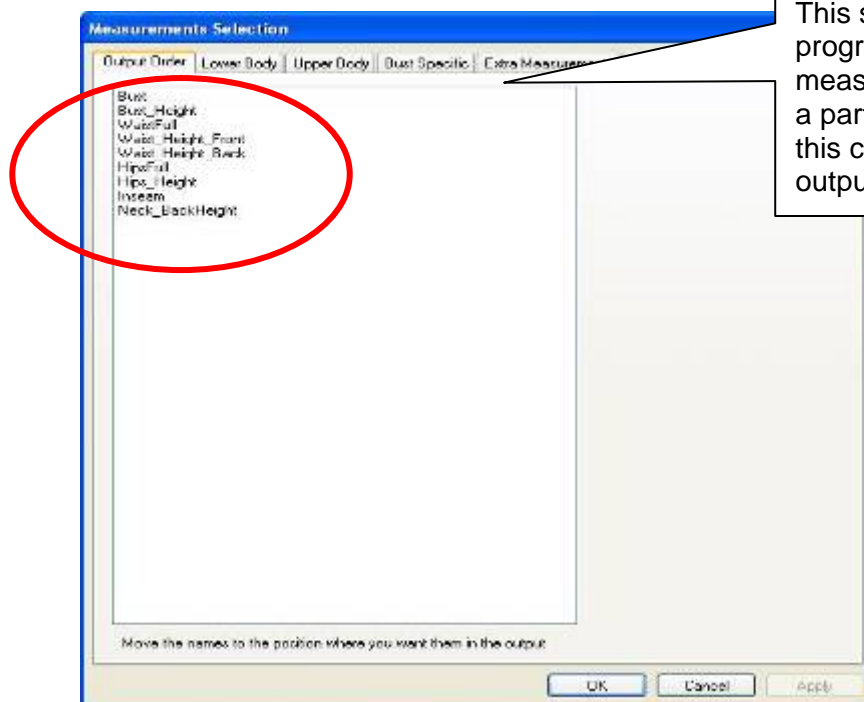 This s
progr
meas
a par
this c
outpu
Measurements Selection
Output Order Lower Body Upper Body Bust Specific Extra Measureme
Bust
Bust_Height
WaistFull
Waist_Height_Front
Waist_Height_Back
HipsFull
Hips_Height
Inseam
Neck_BackHeight
Move the names to the position where you want them in the output
OK Cancel Apply